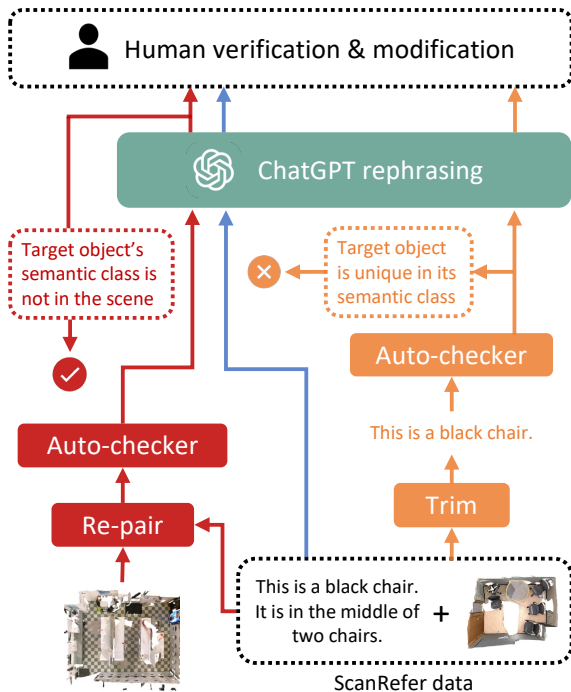 Human verification & modification
ChatGPT rephrasing
Target object's
semantic class is
not in the scene
Target object
is unique in its
semantic class
Auto-checker
This is a black chair.
Auto-checker
Trim
Re-pair
This is a black chair.
It is in the middle of
two chairs.
+
ScanRefer data